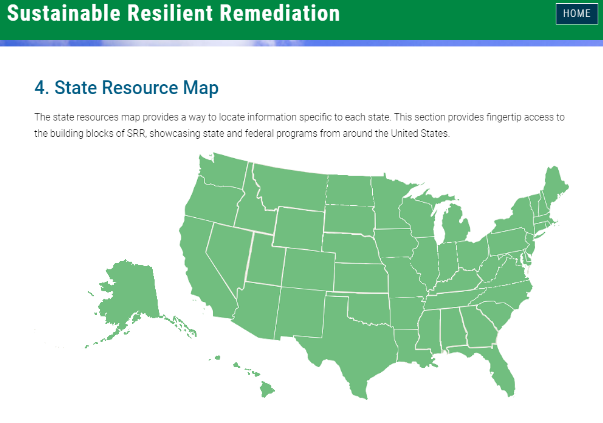 Sustainable Resilient Remediation
HOME
4. State Resource Map
The state resources map provides a way to locate information specific to each state. This section provides fingertip access to
the building blocks of SRR, showcasing state and federal programs from around the United States.